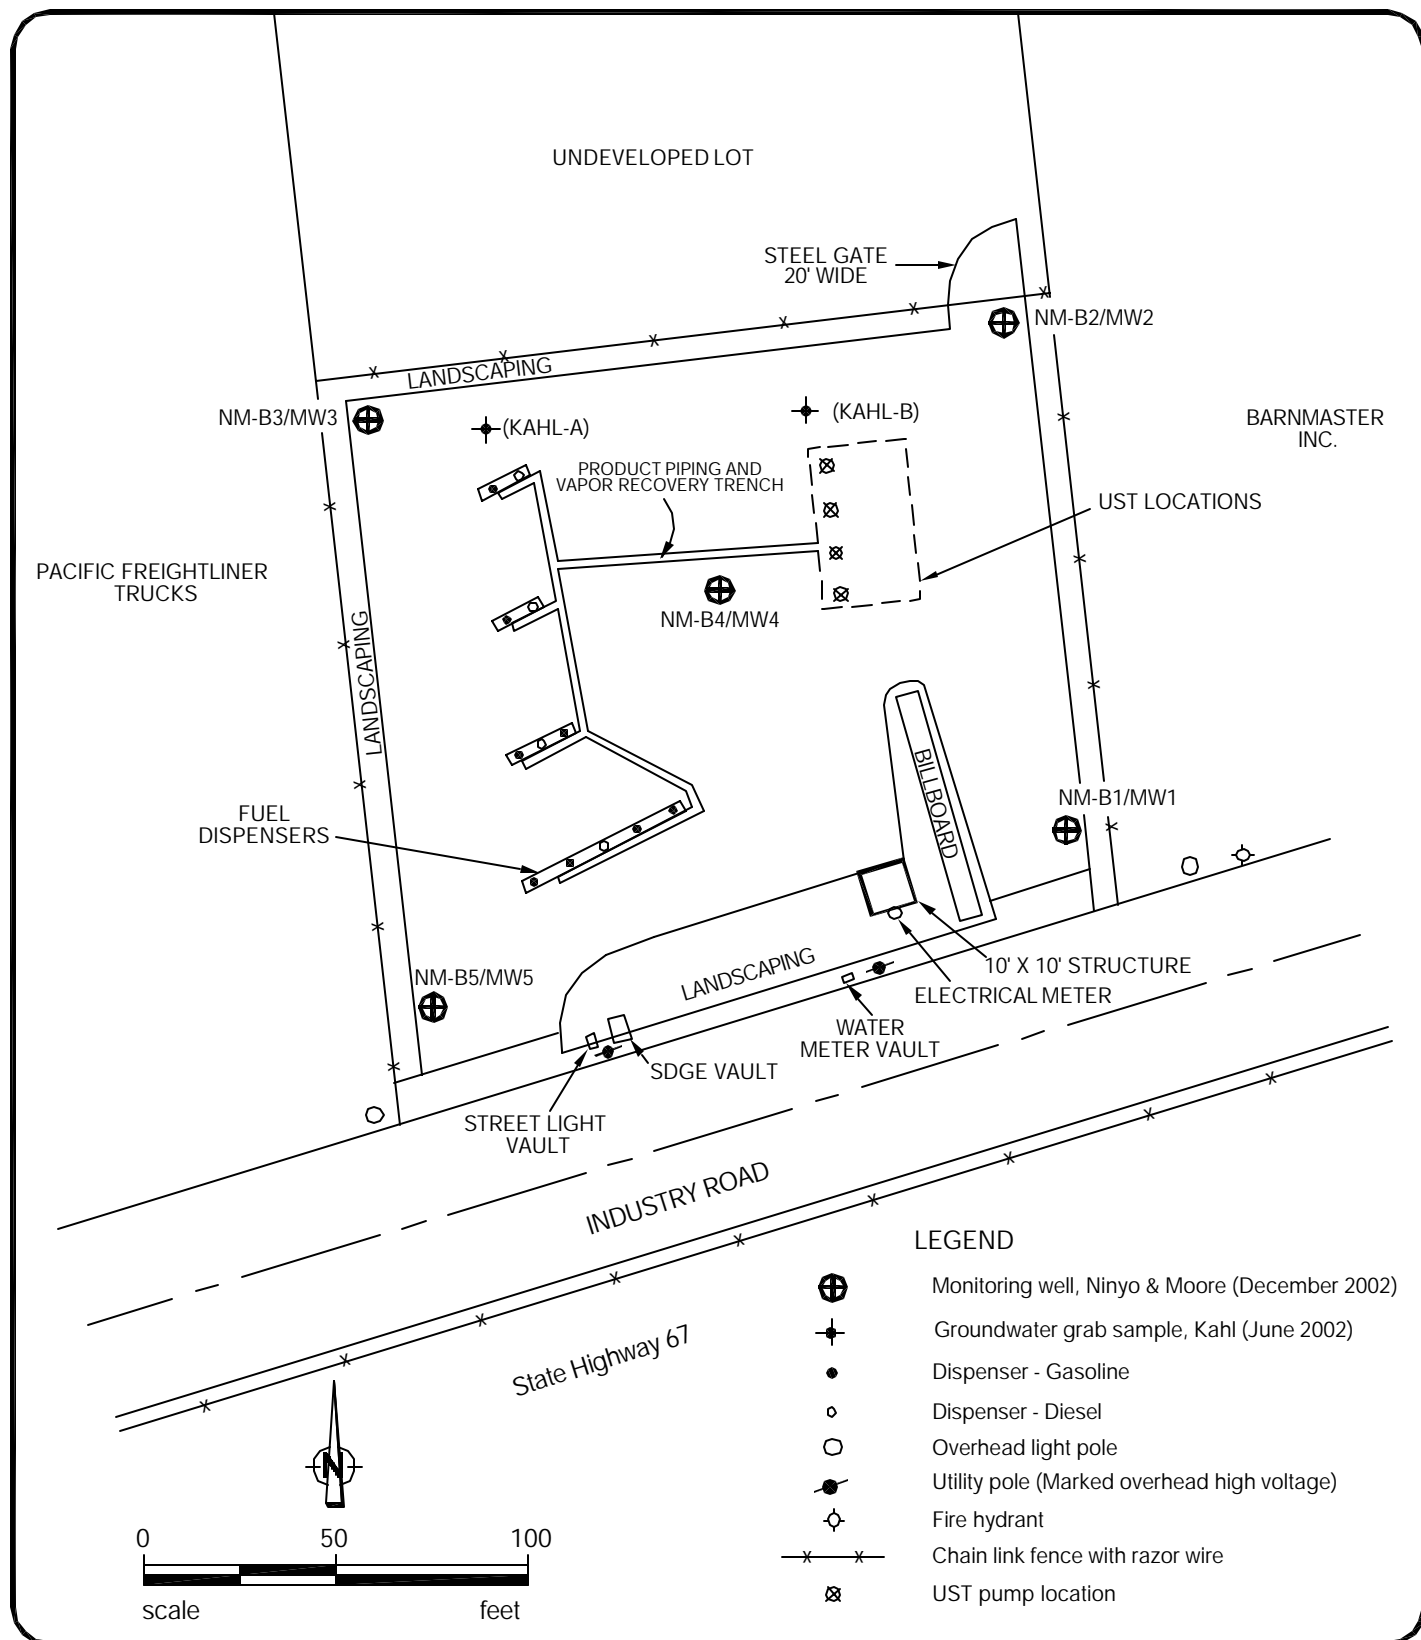 UNDEVELOPED LOT
STEEL GATE
20' WIDE
NM-B2/MW2
LANDSCAPING
NM-B3/MW3
(KAHL-A)
(KAHL-B)
BARNMASTER
INC.
PRODUCT PIPING AND
VAPOR RECOVERY TRENCH
UST LOCATIONS
PACIFIC FREIGHTLINER
TRUCKS
NM-B4/MW4
LANDSCAPING
BILLBOARD
NM-B1/MW1
FUEL
DISPENSERS
NM-B5/MW5
LANDSCAPING
10' X 10' STRUCTURE
ELECTRICAL METER
WATER
METER VAULT
SDGE VAULT
STREET LIGHT
VAULT
INDUSTRY ROAD
State Highway 67
LEGEND
Monitoring well, Ninyo & Moore (December 2002)
Groundwater grab sample, Kahl (June 2002)
Dispenser - Gasoline
Dispenser - Diesel
Overhead light pole
Utility pole (Marked overhead high voltage)
Fire hydrant
Chain link fence with razor wire
UST pump location
N
0 50 100
scale feet